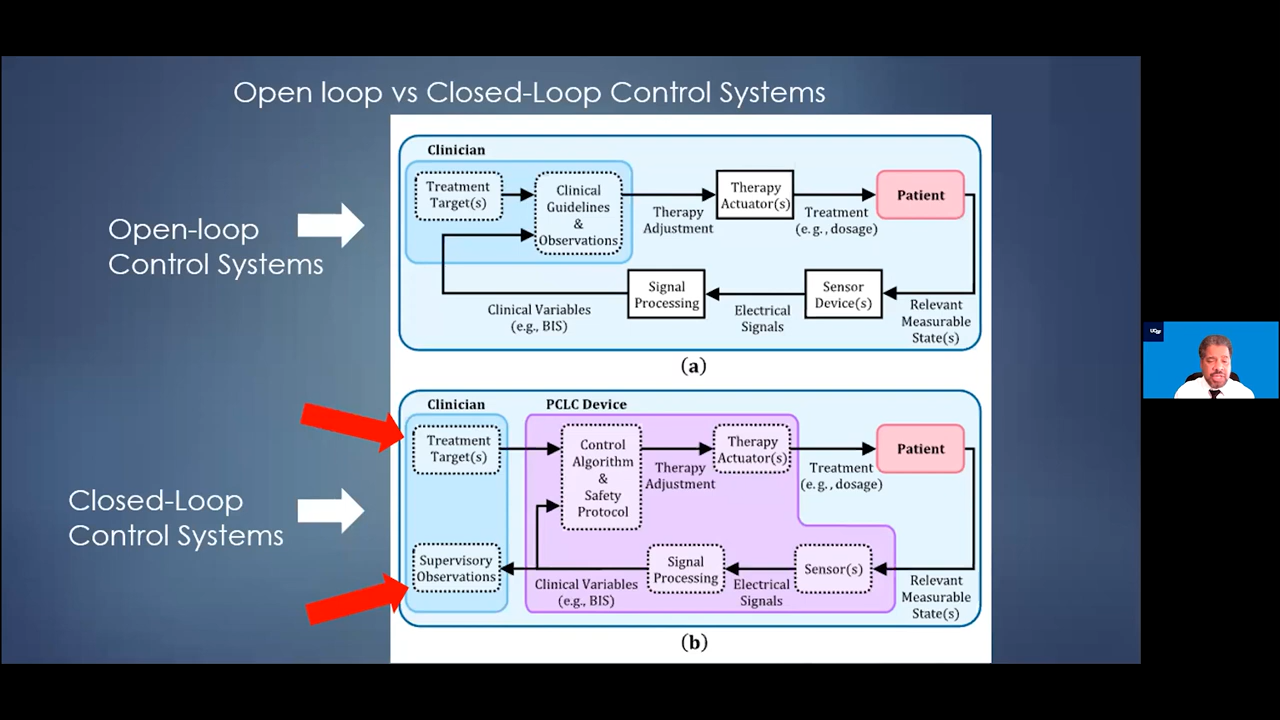 Open loop vs Closed-Loop Control Systems
Open-loop
Control Systems
Clinician
Treatment
Target(s)
Clinical
Guidelines
&
Observations
Therapy
Adjustment
Therapy
Actuator(s)
Treatment
(e.g., dosage)
Patient
Relevant
Measurable
State(s)
Sensor
Device(s)
Electrical
Signals
Signal
Processing
Clinical Variables
(e.g., BIS)
(a)
Closed-Loop
Control Systems
Clinician
Treatment
Target(s)
Supervisory
Observations
PCLC Device
Control
Algorithm
&
Safety
Protocol
Therapy
Adjustment
Therapy
Actuator(s)
Treatment
(e.g., dosage)
Patient
Relevant
Measurable
State(s)
Sensor(s)
Electrical
Signals
Signal
Processing
Clinical Variables
(e.g., BIS)
(b)